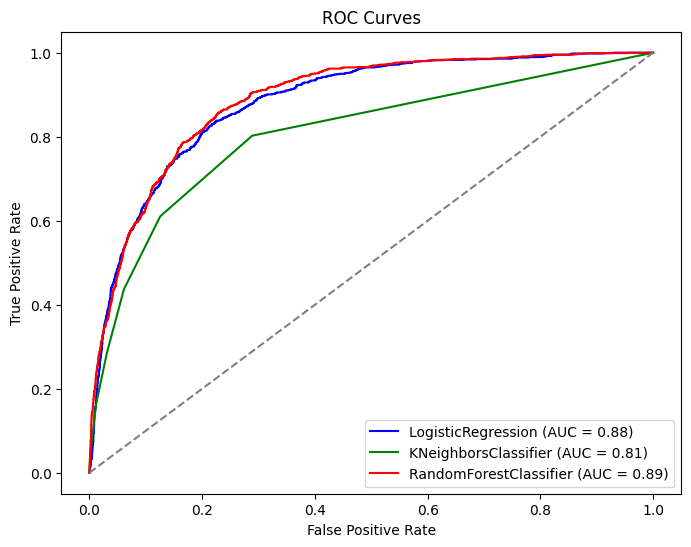 ROC Curves
1.0
0.8
0.6
0.4
0.2
0.0
True Positive Rate
LogisticRegression (AUC = 0.88)
KNeighborsClassifier (AUC = 0.81)
RandomForestClassifier (AUC = 0.89)
0.0 0.2 0.4 0.6 0.8 1.0
False Positive Rate